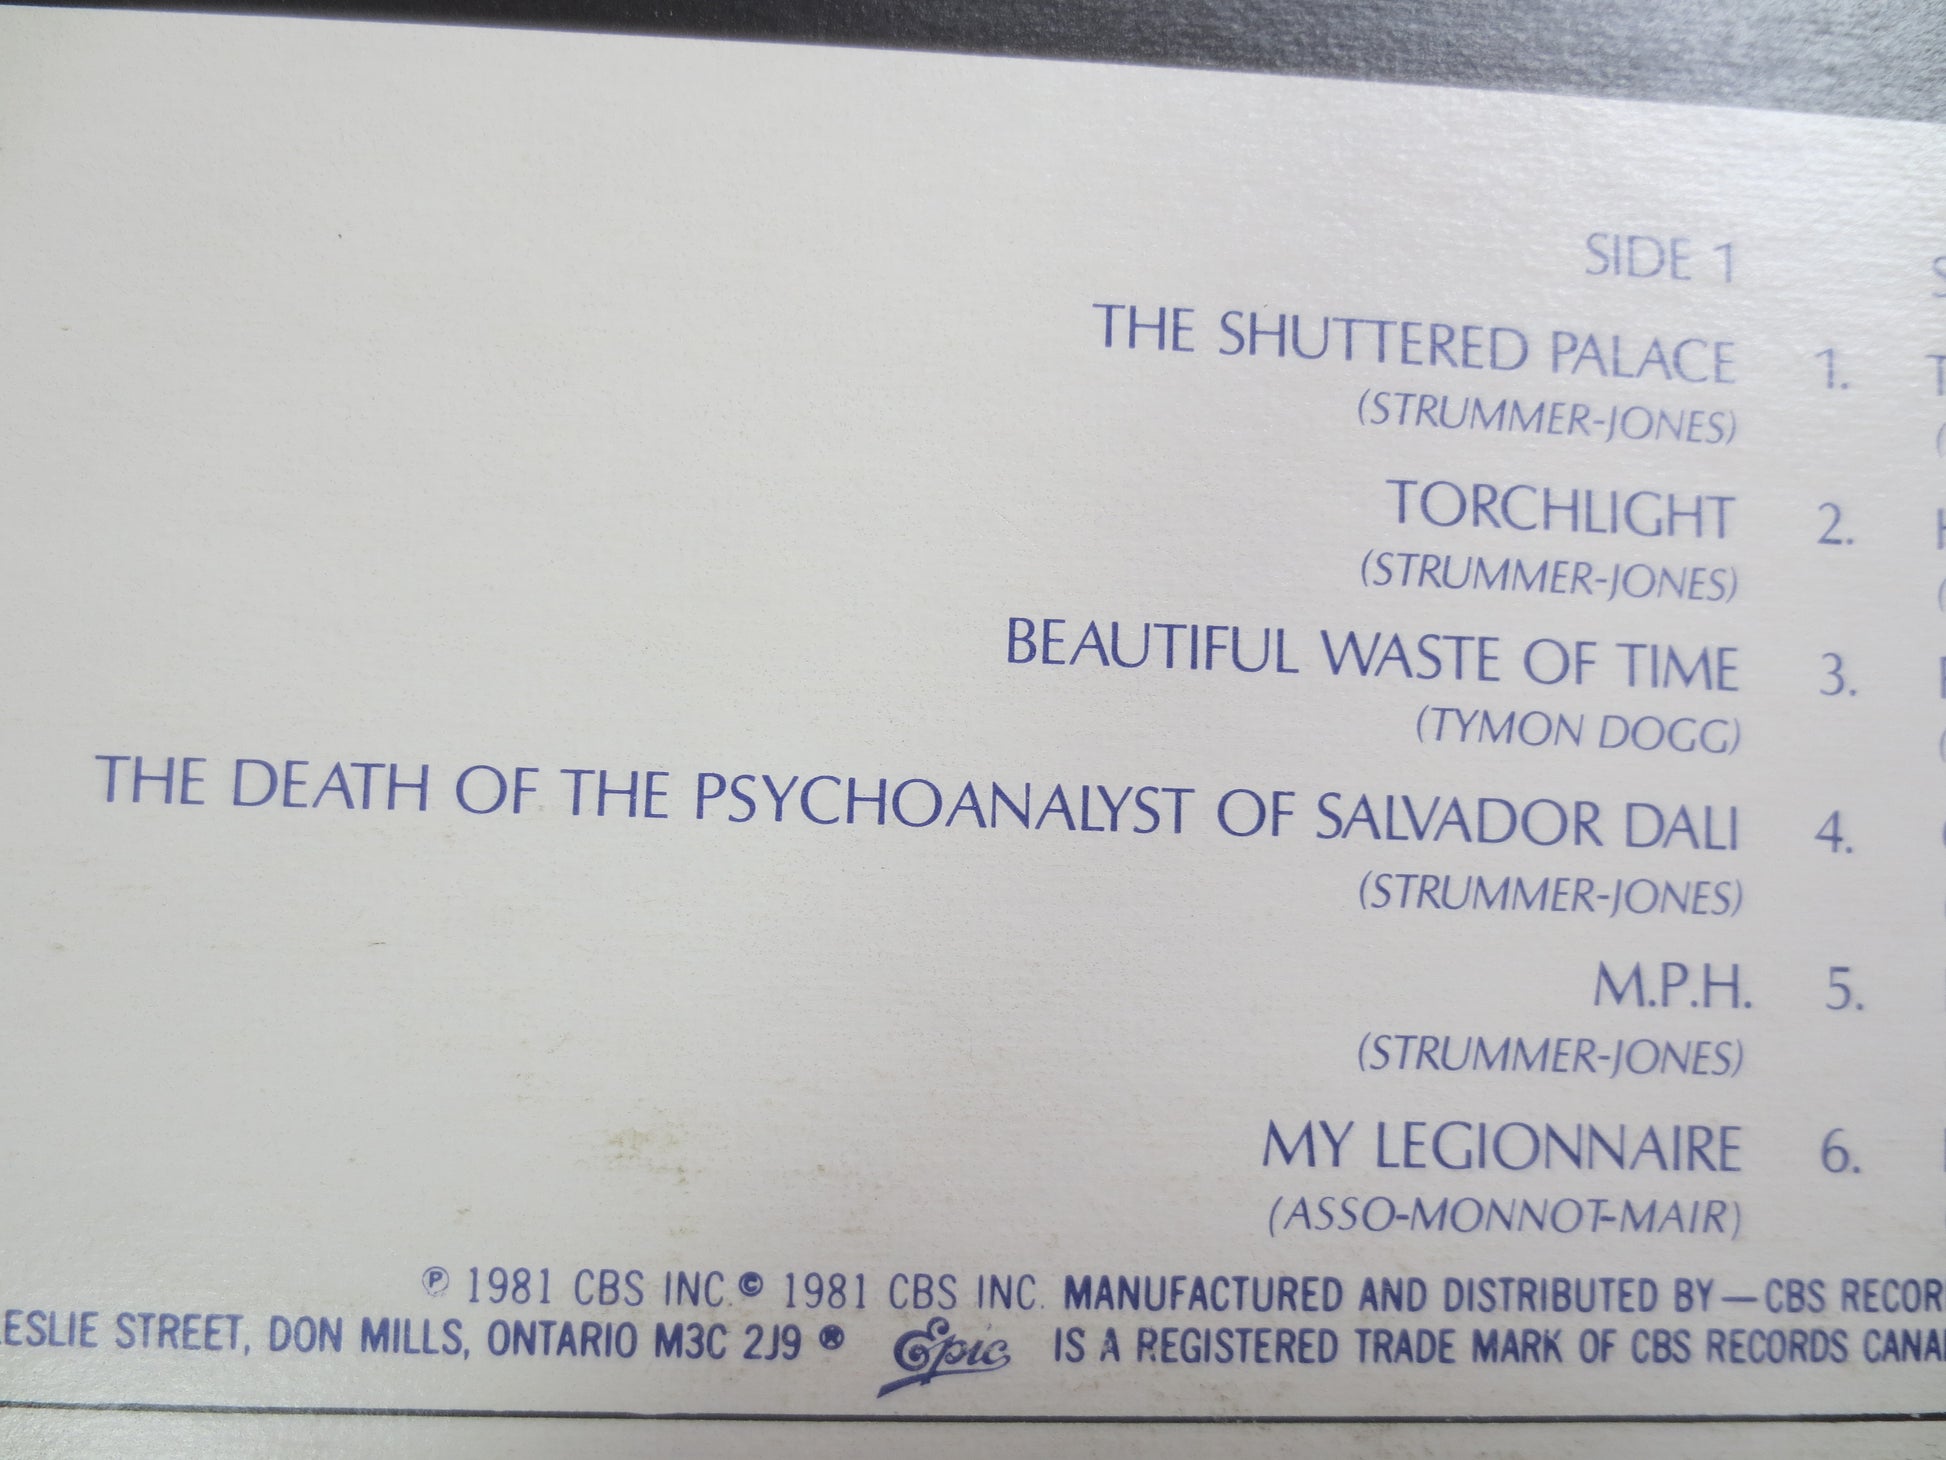 SIDE 1
THE SHUTTERED PALACE 1.
(STRUMMER-JONES)
TORCHLIGHT 2.
(STRUMMER-JONES)
BEAUTIFUL WASTE OF TIME 3.
(TYMON DOGG)
THE DEATH OF THE PSYCHOANALYST OF SALVADOR DALI 4.
(STRUMMER-JONES)
M.P.H. 5.
(STRUMMER-JONES)
MY LEGIONNAIRE 6.
(ASSO-MONNOT-MAIR)
℗ 1981 CBS INC. © 1981 CBS INC. MANUFACTURED AND DISTRIBUTED BY—CBS RECOR
ESLIE STREET, DON MILLS, ONTARIO M3C 2J9 ® Epic IS A REGISTERED TRADE MARK OF CBS RECORDS CANA